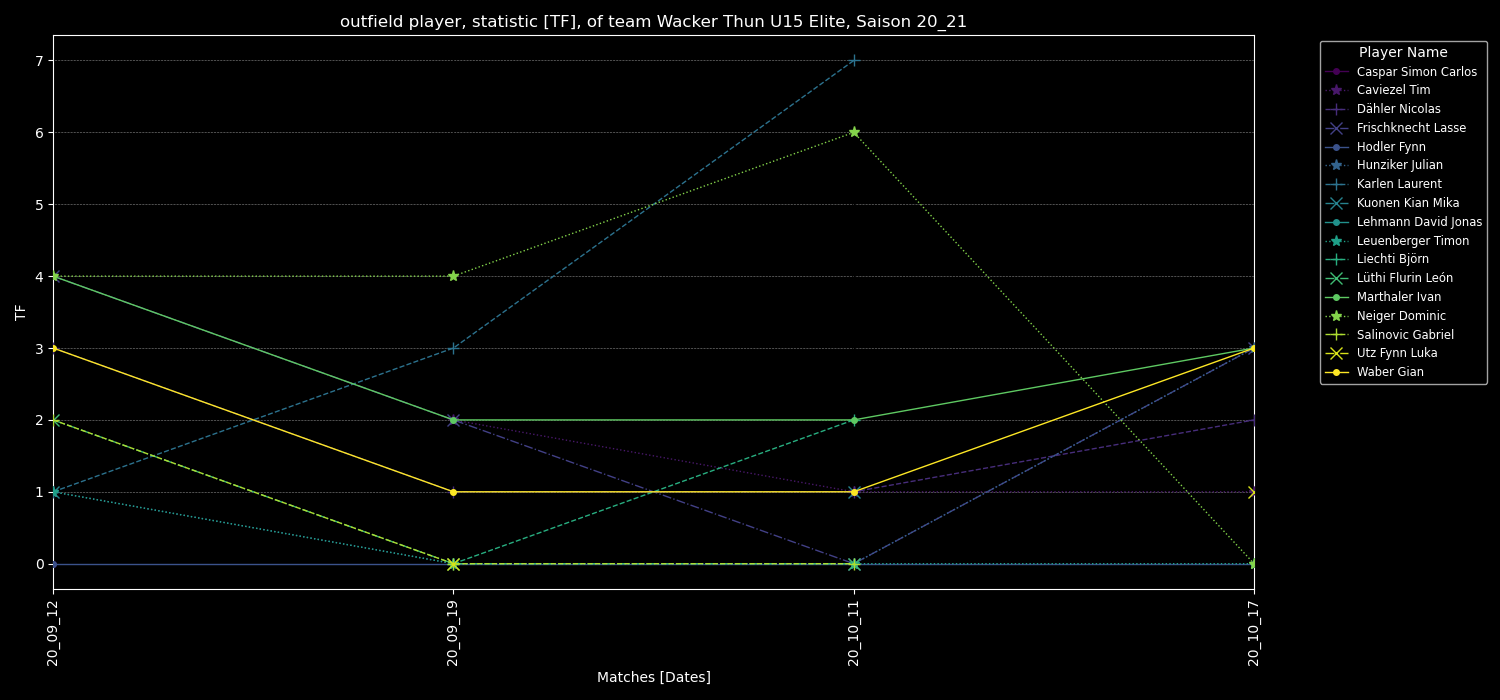 outfield player, statistic [TF], of team Wacker Thun U15 Elite, Saison 20_21
7
6
5
4
3
2
1
0
TF
20_09_12
20_09_19
20_10_11
20_10_17
Matches [Dates]
Player Name
Caspar Simon Carlos
Caviezel Tim
Dähler Nicolas
Frischknecht Lasse
Hodler Fynn
Hunziker Julian
Karlen Laurent
Kuonen Kian Mika
Lehmann David Jonas
Leuenberger Timon
Liechti Björn
Lüthi Flurin León
Marthaler Ivan
Neiger Dominic
Salinovic Gabriel
Utz Fynn Luka
Waber Gian